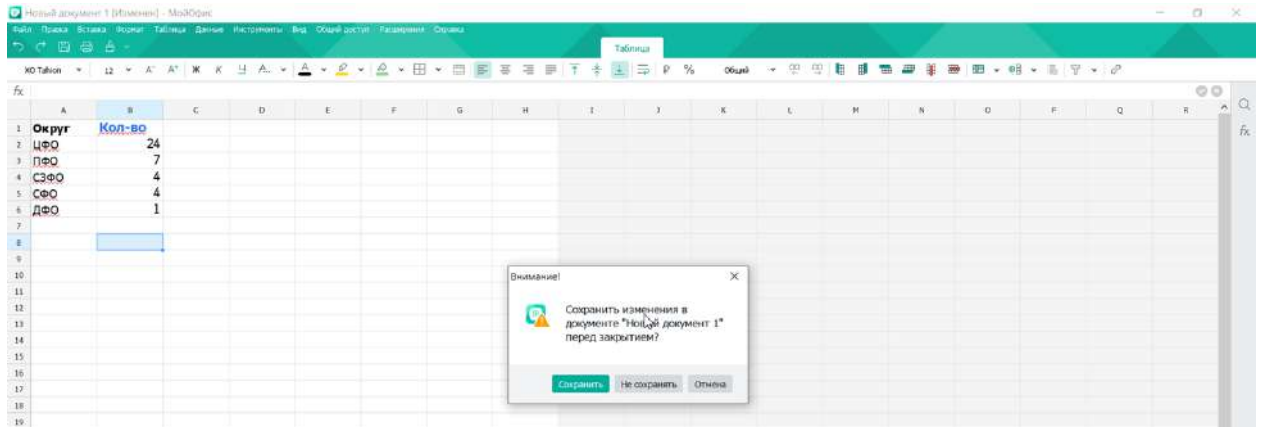 Новый документ 1 [Изменен] - МойОфис
Файл Правка Вставка Формат Таблица Данные Инструменты Вид Общий доступ Расширения Справка
Таблица
XO Tahion 12 A⁻ A⁺ Ж К Ч А... А ₽ % Общий
fx
A B C D E F G H I J K L M N O P Q R
1 Округ Кол-во
2 ЦФО 24
3 ПФО 7
4 СЗФО 4
5 СФО 4
6 ДФО 1
7
8
9
10
11
12
13
14
15
16
17
18
19
Внимание!
Сохранить изменения в
документе "Новый документ 1"
перед закрытием?
Сохранить Не сохранять Отмена
fx